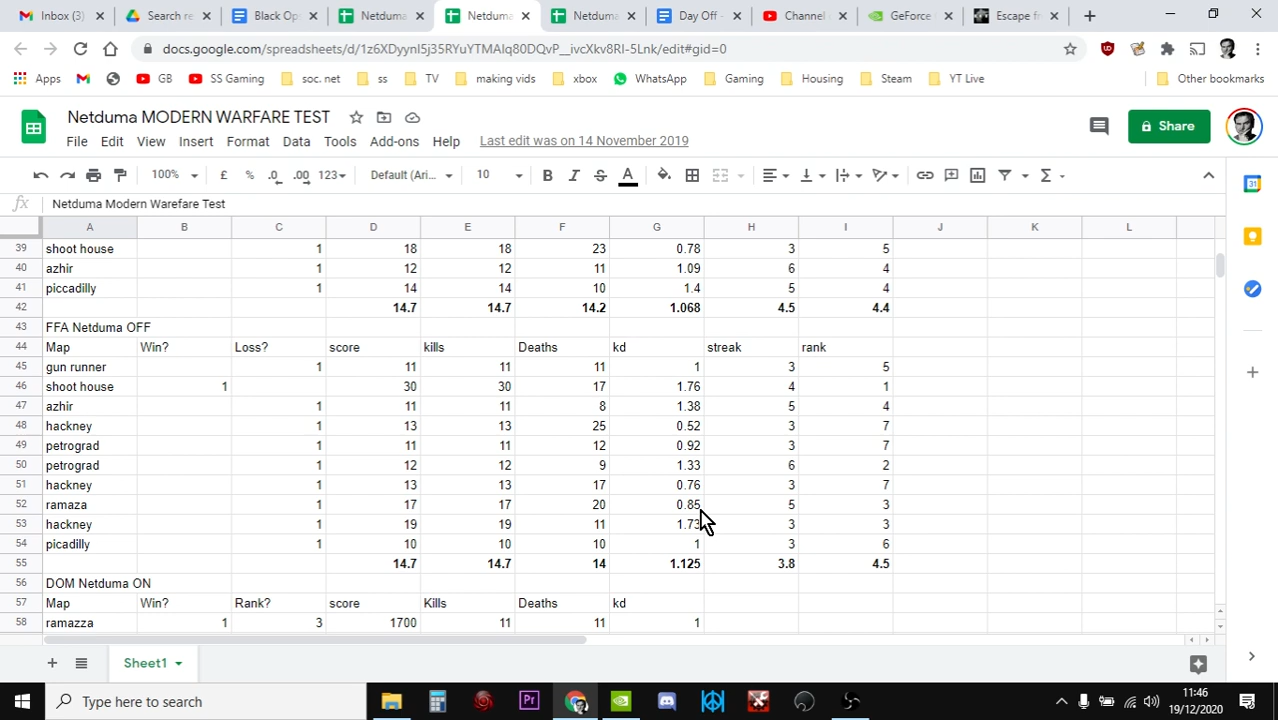 Inbox (3)
Search re
Black Op
Netduma
Netduma
Netduma
Day Off -
Channel
GeForce
Escape fr
docs.google.com/spreadsheets/d/1z6XDyynI5j35RYuYTMAlq80DQvP__ivcXkv8RI-5Lnk/edit#gid=0
Apps GB SS Gaming soc. net ss TV making vids xbox WhatsApp Gaming Housing Steam YT Live Other bookmarks
Netduma MODERN WARFARE TEST
Share
File Edit View Insert Format Data Tools Add-ons Help Last edit was on 14 November 2019
100% £ % .0 .00 123 Default (Ari... 10 B I S A
fx Netduma Modern Warefare Test
A B C D E F G H I J K L
39 shoot house 1 18 18 23 0.78 3 5
40 azhir 1 12 12 11 1.09 6 4
41 piccadilly 1 14 14 10 1.4 5 4
42 14.7 14.7 14.2 1.068 4.5 4.4
43 FFA Netduma OFF
44 Map Win? Loss? score kills Deaths kd streak rank
45 gun runner 1 11 11 11 1 3 5
46 shoot house 1 30 30 17 1.76 4 1
47 azhir 1 11 11 8 1.38 5 4
48 hackney 1 13 13 25 0.52 3 7
49 petrograd 1 11 11 12 0.92 3 7
50 petrograd 1 12 12 9 1.33 6 2
51 hackney 1 13 13 17 0.76 3 7
52 ramaza 1 17 17 20 0.85 5 3
53 hackney 1 19 19 11 1.73 3 3
54 picadilly 1 10 10 10 1 3 6
55 14.7 14.7 14 1.125 3.8 4.5
56 DOM Netduma ON
57 Map Win? Rank? score Kills Deaths kd
58 ramazza 1 3 1700 11 11 1
Sheet1
Type here to search
Pr
11:46
19/12/2020